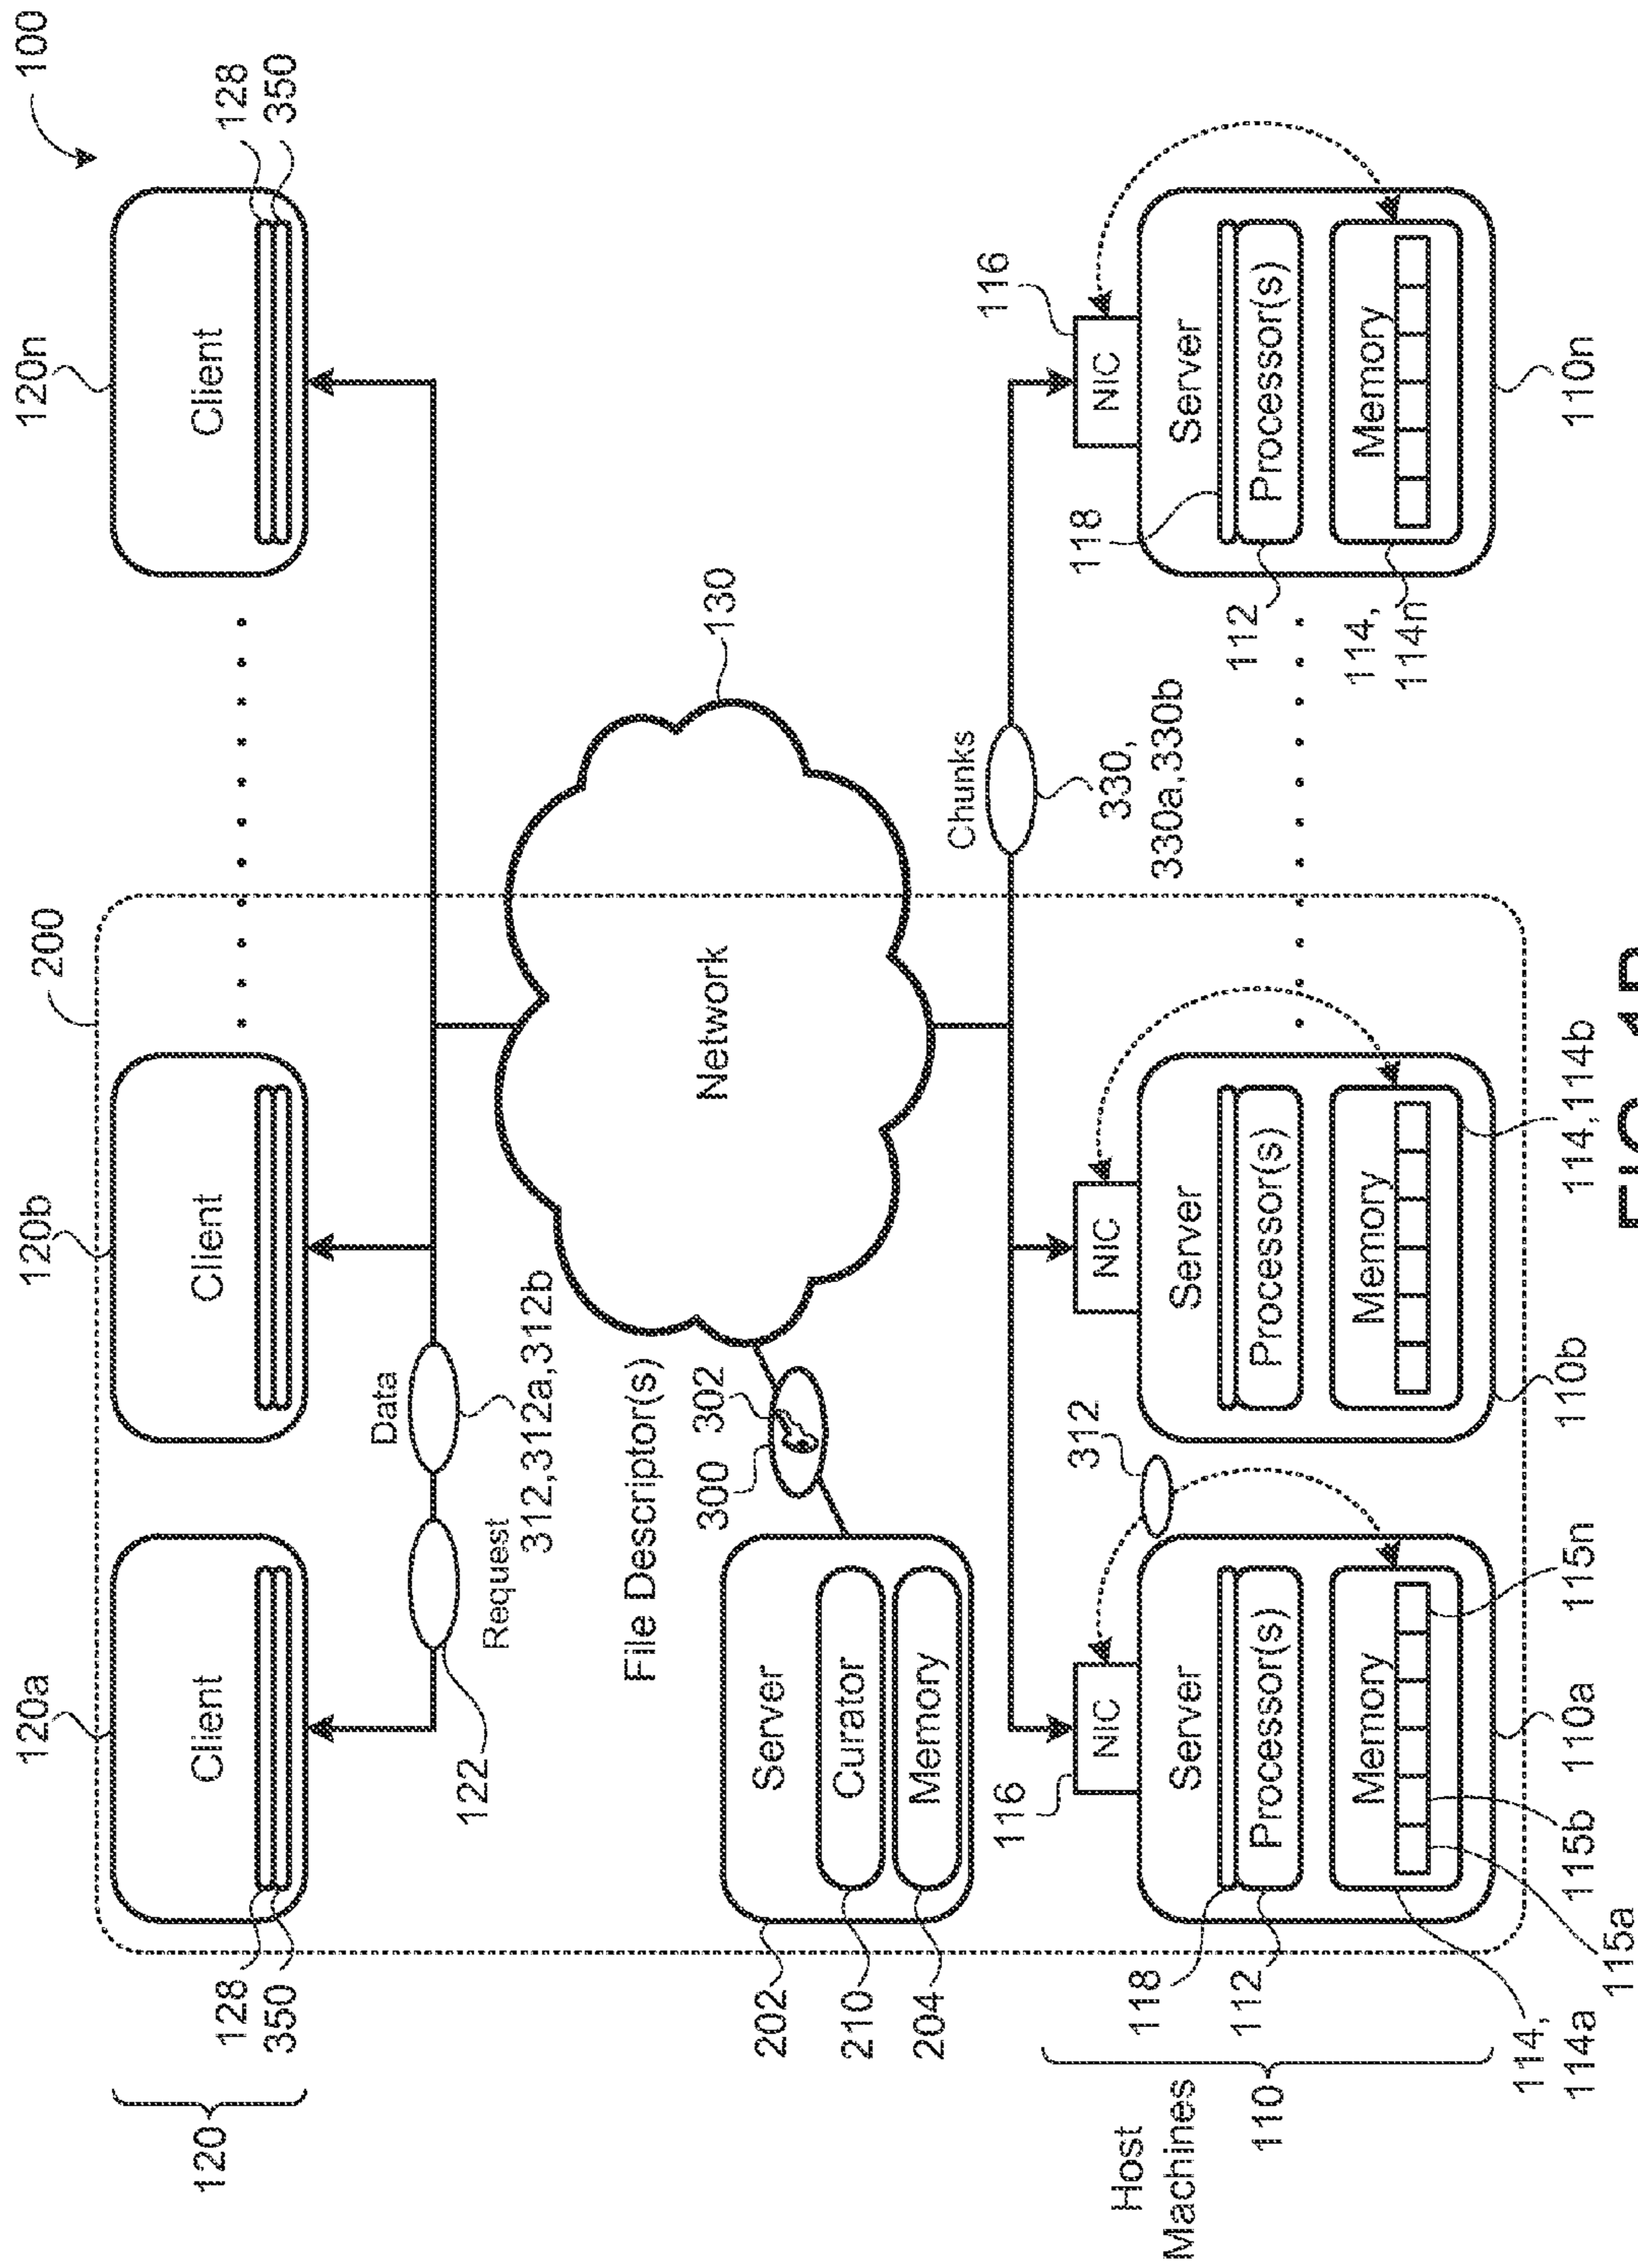 120a
120b
200
120n
100
120
Client
Client
Client
128
350
128
350
Data
122
Request
312,312a,312b
File Descriptor(s)
300
302
Network
130
202
Server
210
Curator
204
Memory
Chunks
330,
330a,330b
116
NIC
312
NIC
116
NIC
Host
Machines
110
118
Server
Server
118
Server
112
Processor(s)
Processor(s)
112
Processor(s)
Memory
Memory
114,
114n
Memory
114,
114a
115a
115b
110a
115n
110b
114,114b
110n